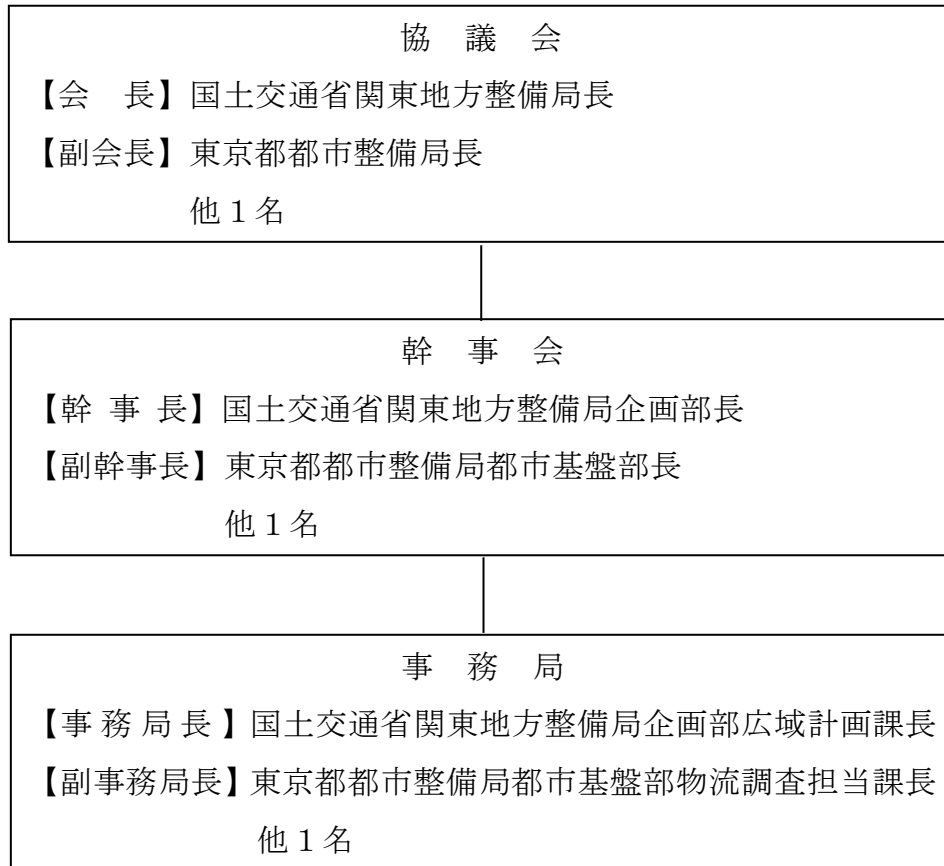 協　議　会
【会　長】国土交通省関東地方整備局長
【副会長】東京都都市整備局長
他１名
幹　事　会
【幹 事 長】国土交通省関東地方整備局企画部長
【副幹事長】東京都都市整備局都市基盤部長
他１名
事　務　局
【事 務 局 長】国土交通省関東地方整備局企画部広域計画課長
【副事務局長】東京都都市整備局都市基盤部物流調査担当課長
他１名